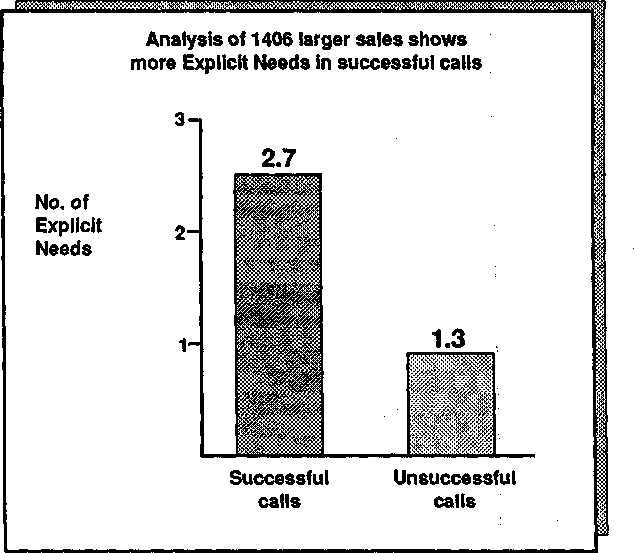 Analysis of 1406 larger sales shows
more Explicit Needs in successful calls
3
2.7
No. of
Explicit
Needs
2
1
1.3
Successful
calls
Unsuccessful
calls